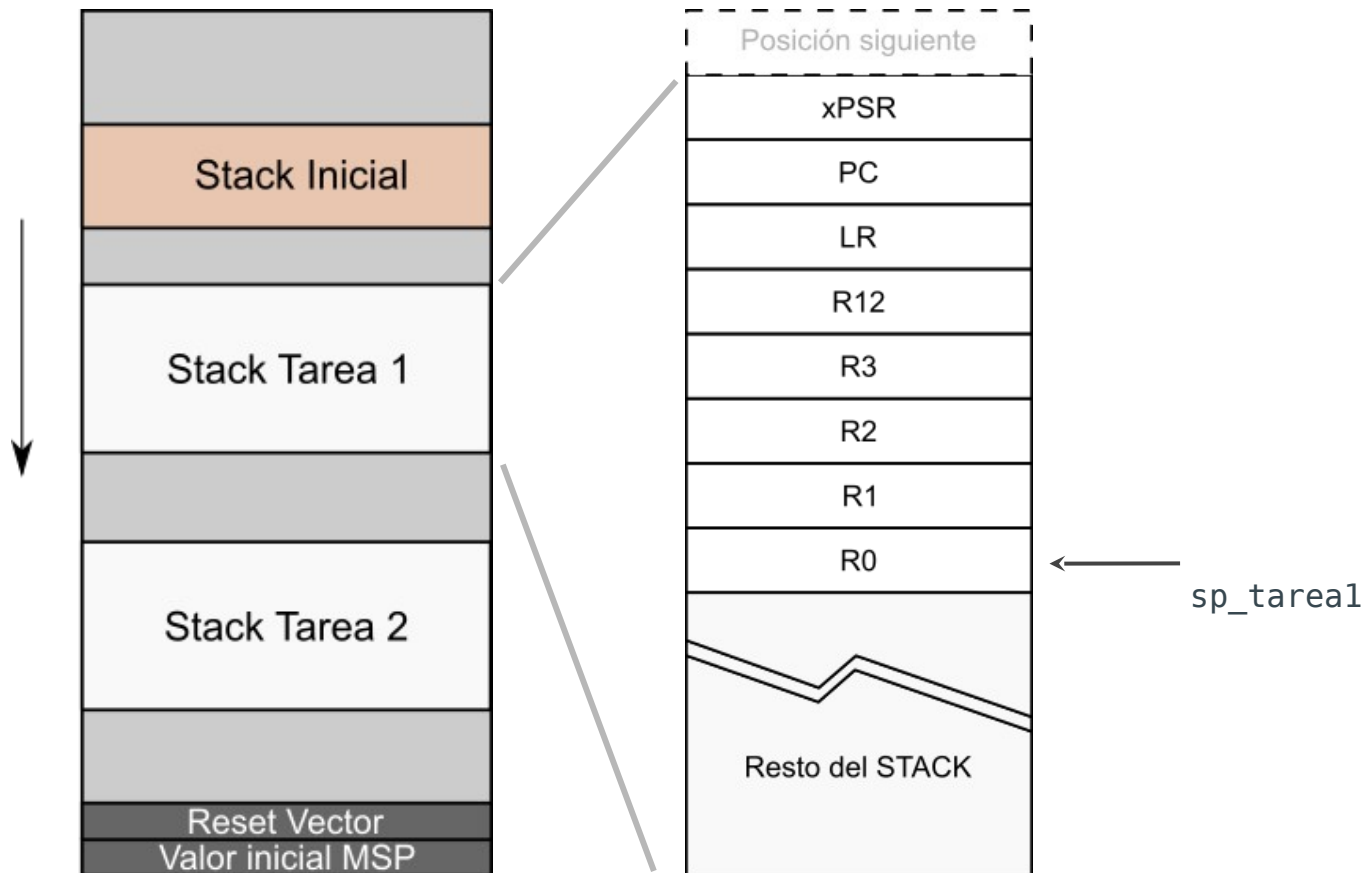 Stack Inicial
Stack Tarea 1
Stack Tarea 2
Reset Vector
Valor inicial MSP
Posición siguiente
xPSR
PC
LR
R12
R3
R2
R1
R0
Resto del STACK
sp_tarea1